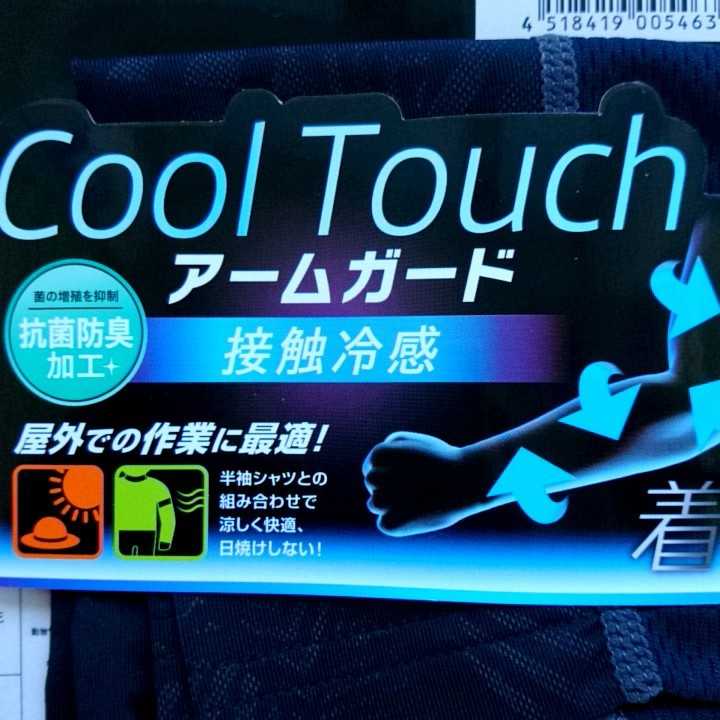 4 518419 005463
Cool Touch
アームガード
菌の増殖を抑制
抗菌防臭
加工
接触冷感
屋外での作業に最適!
半袖シャツとの
組み合わせで
涼しく快適、
日焼けしない!
着